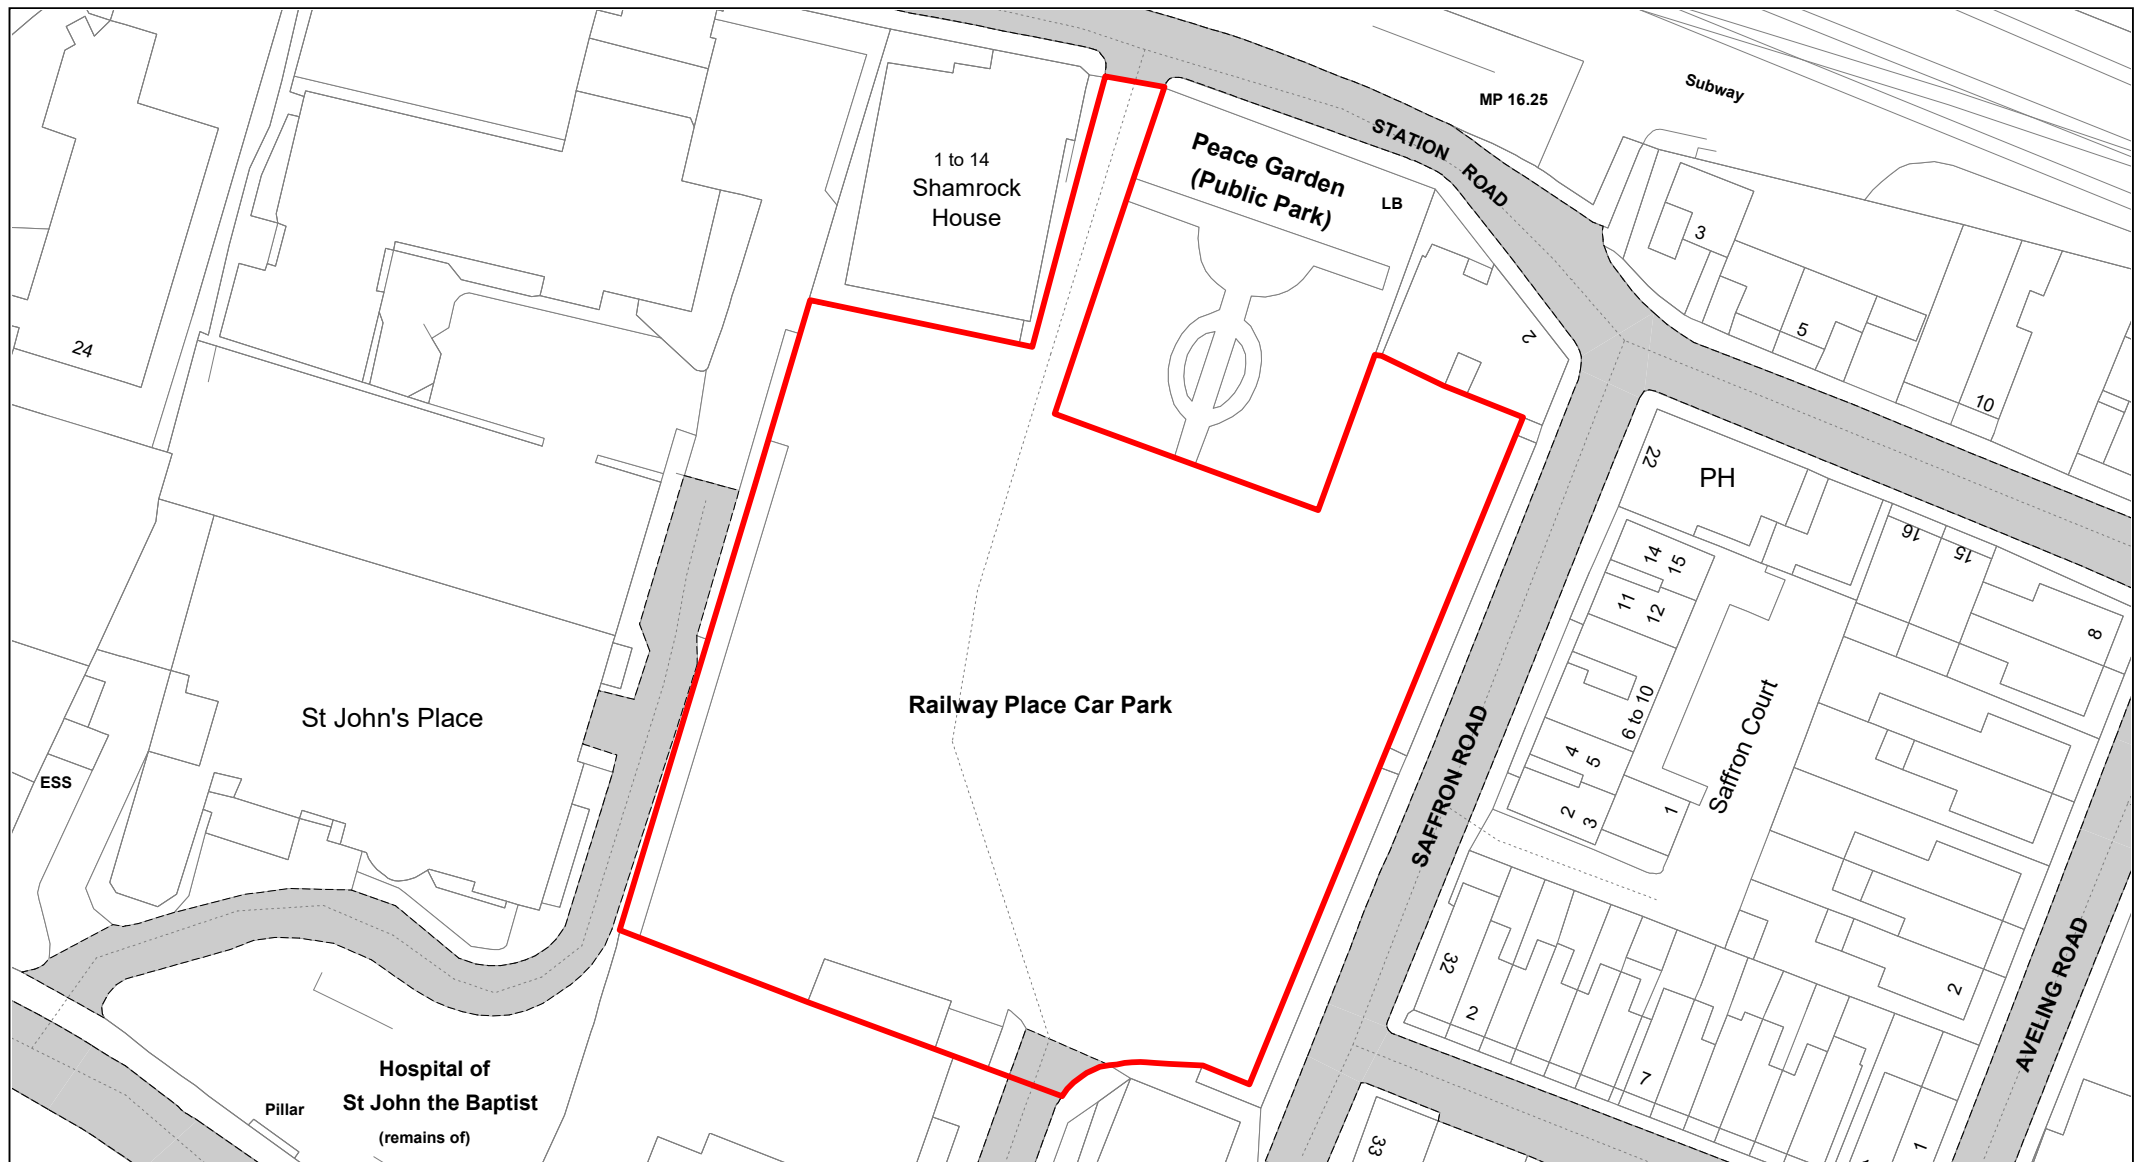 MP 16.25
Subway
STATION ROAD
Peace Garden
(Public Park)
LB
1 to 14
Shamrock
House
3
5
10
2
24
22
PH
16
15
14
15
11
12
8
6 to 10
Saffron Court
4
5
2
3
1
Railway Place Car Park
St John's Place
ESS
SAFFRON ROAD
AVELING ROAD
32
2
2
7
1
33
Hospital of
St John the Baptist
(remains of)
Pillar